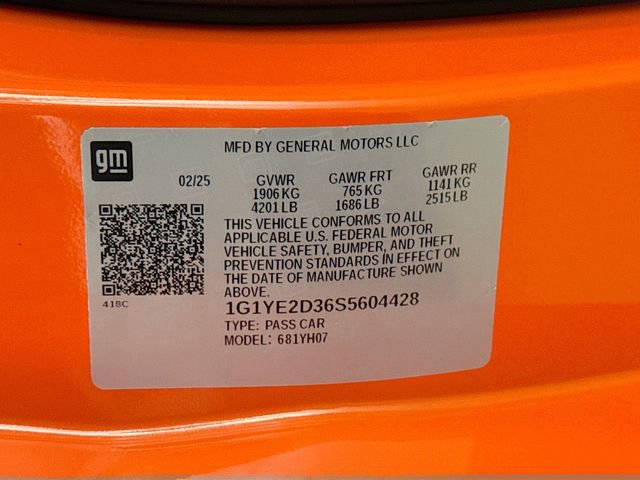 gm
MFD BY GENERAL MOTORS LLC
02/25 GVWR GAWR FRT GAWR RR
1906 KG 765 KG 1141 KG
4201 LB 1686 LB 2515 LB
THIS VEHICLE CONFORMS TO ALL
APPLICABLE U.S. FEDERAL MOTOR
VEHICLE SAFETY, BUMPER, AND THEFT
PREVENTION STANDARDS IN EFFECT ON
THE DATE OF MANUFACTURE SHOWN
ABOVE.
418C
1G1YE2D36S5604428
TYPE: PASS CAR
MODEL: 681YH07